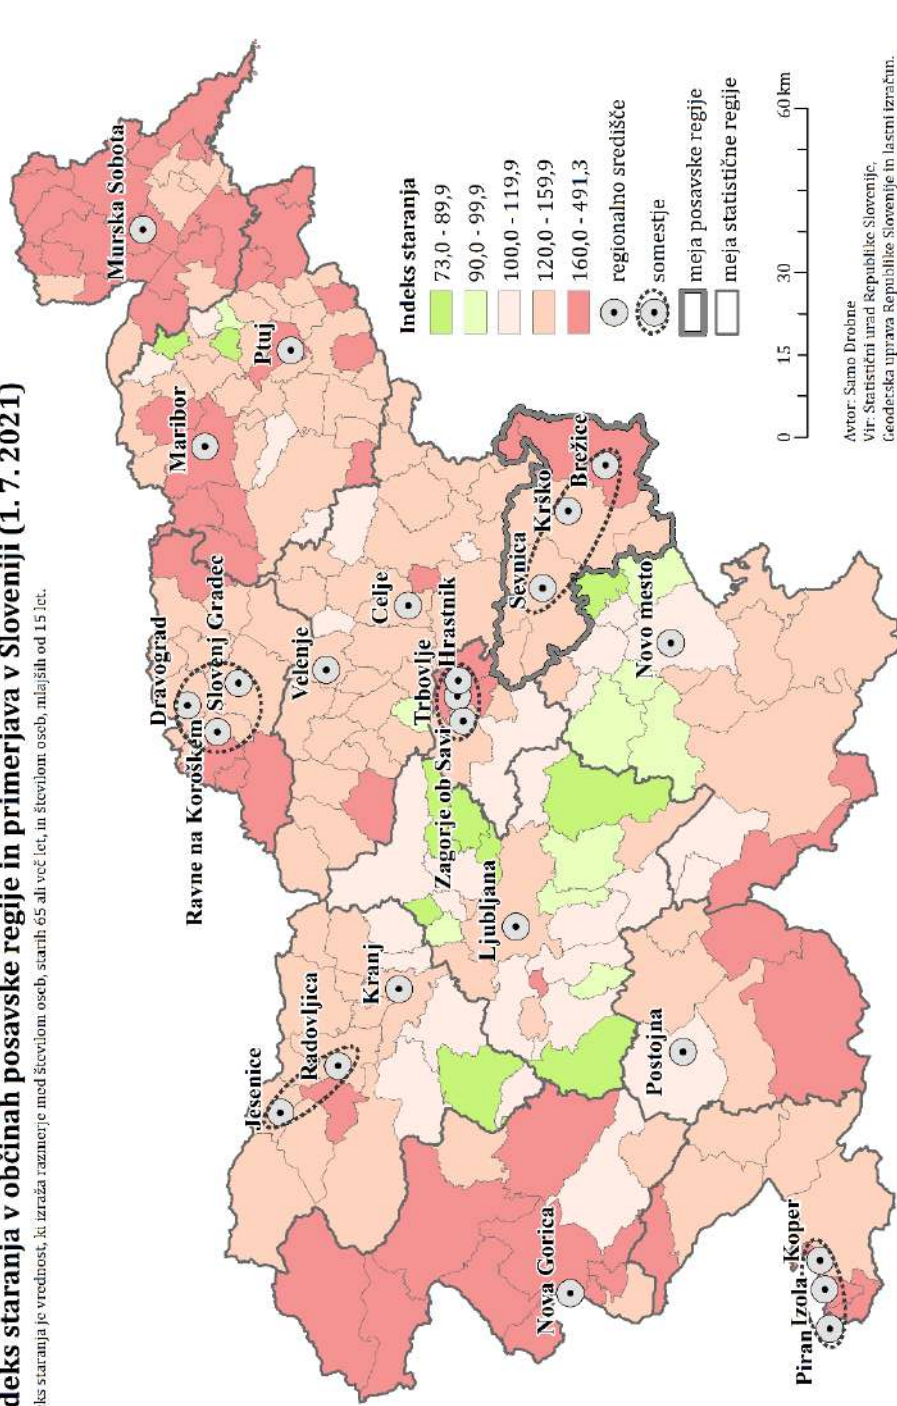 deks staranja v občinah posavske regije in primerjava v Sloveniji (1. 7. 2021)
ks staranja je vrednost, ki izraža razmerje med številom oseb, starih 65 ali več let, in številom oseb, mlajših od 15 let.
Murska Sobota
Maribor
Ptuj
Dravograd
Slovenj Gradec
Ravne na Koroškem
Velenje
Celje
Trbovlje
Hrastnik
Zagorje ob Savi
Sevnica
Krško
Brežice
Novo mesto
Ljubljana
Kranj
Radovljica
Jesenice
Postojna
Nova Gorica
Koper
Izola
Piran
Indeks staranja
73,0 - 89,9
90,0 - 99,9
100,0 - 119,9
120,0 - 159,9
160,0 - 491,3
regionalno središče
somestje
meja posavske regije
meja statistične regije
0 15 30 60 km
Avtor: Samo Drobne
Vir: Statistični urad Republike Slovenije,
Geodetska uprava Republike Slovenije in lastni izračun.